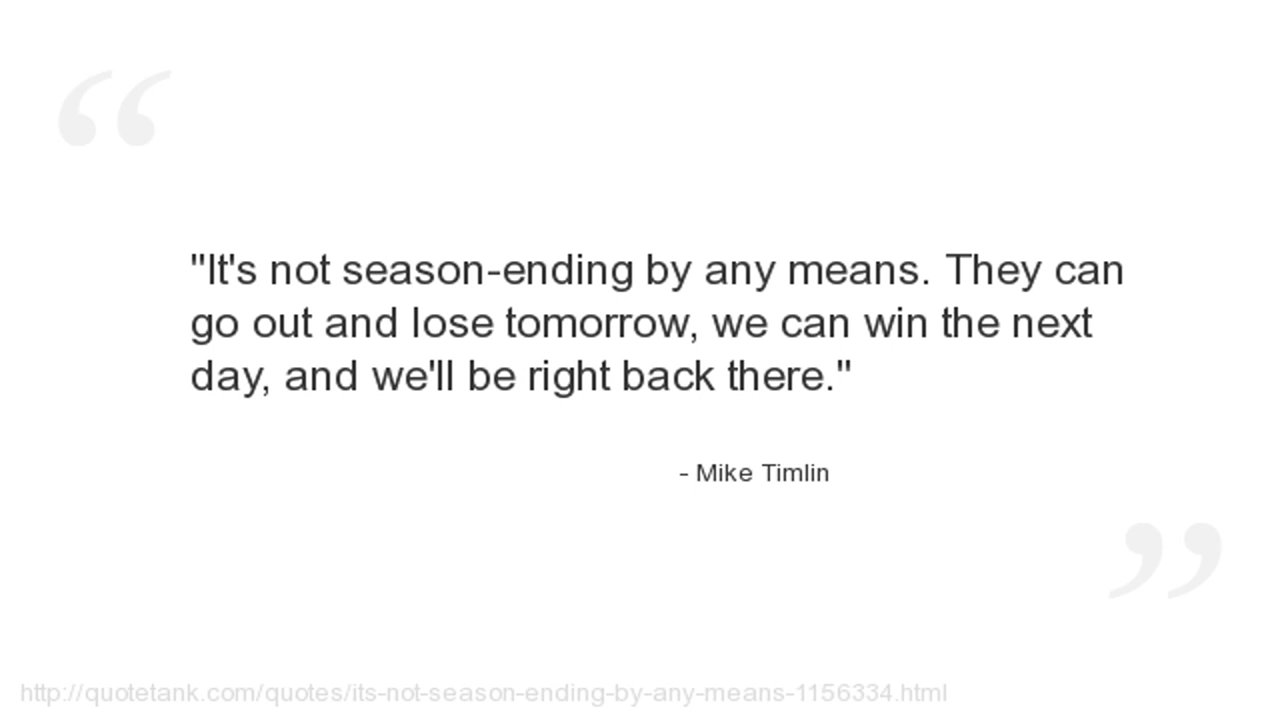 "It's not season-ending by any means. They can
go out and lose tomorrow, we can win the next
day, and we'll be right back there."
- Mike Timlin
http://quotetank.com/quotes/its-not-season-ending-by-any-means-1156334.html